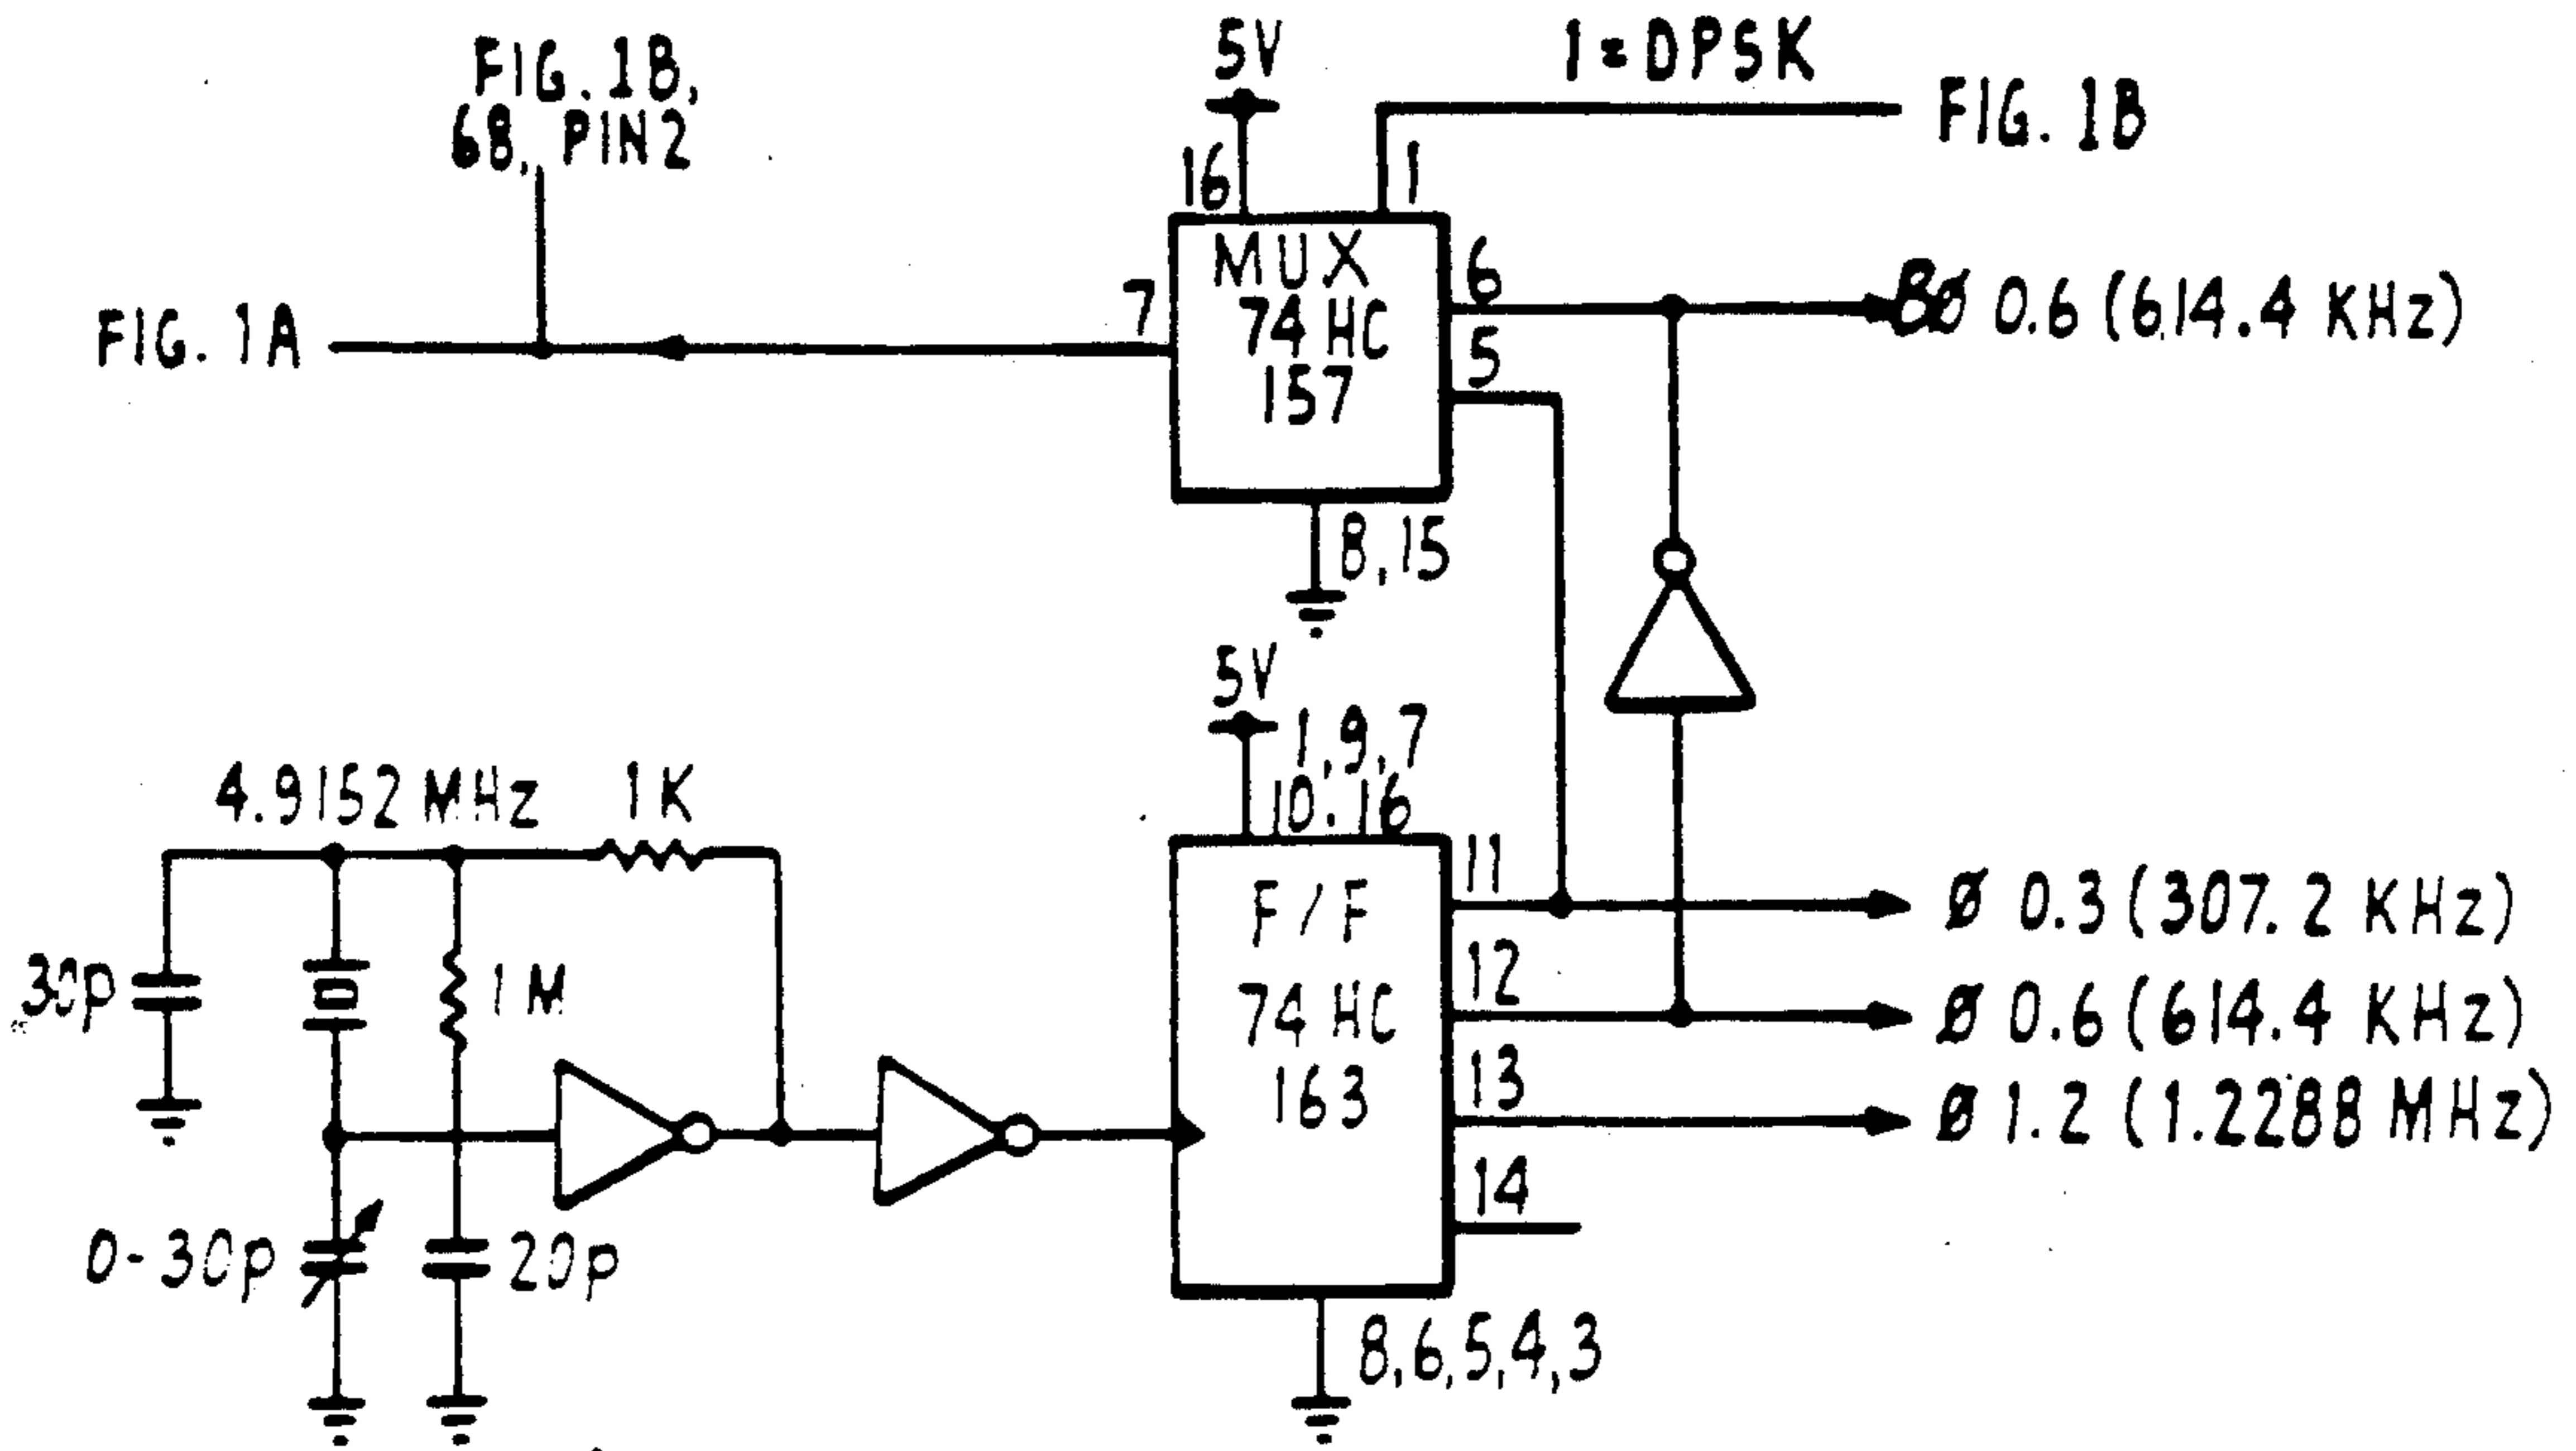 FIG. 1B,
68, PIN2
5V
1=DPSK
FIG. 1B
16
1
MUX
74 HC
157
7
6
5
BØ 0.6 (614.4 KHz)
FIG. 1A
8,15
5V
1,9,7
10.16
4.9152 MHz
1K
30p
1M
F/F
74 HC
163
11
12
13
14
Ø 0.3 (307.2 KHz)
Ø 0.6 (614.4 KHz)
Ø 1.2 (1.2288 MHz)
0-30p
20p
8,6,5,4,3